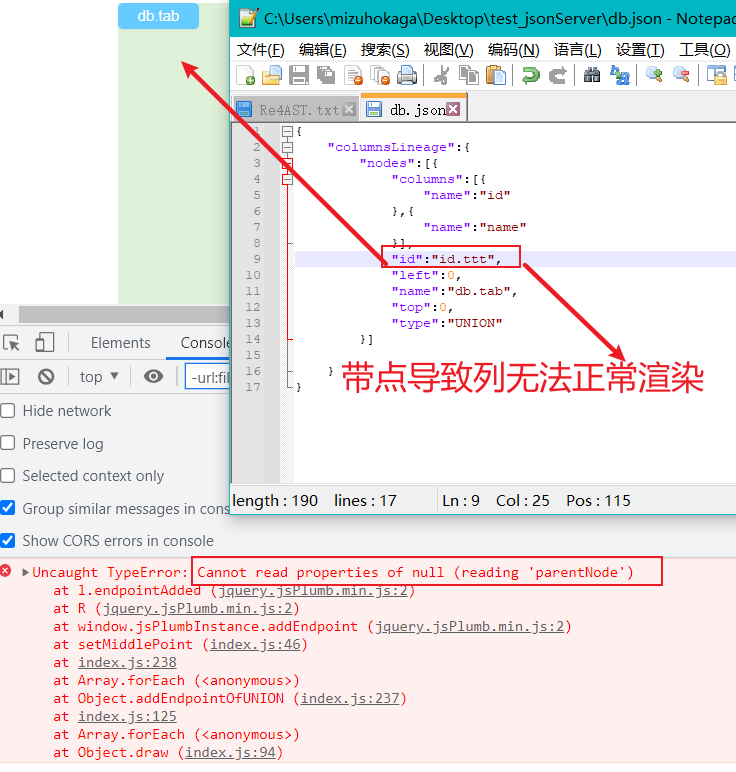 db.tab
C:\Users\mizuhokaga\Desktop\test_jsonServer\db.json - Notepad
文件(F) 编辑(E) 搜索(S) 视图(V) 编码(N) 语言(L) 设置(T) 工具(O)
Re4AST.txt db.json
1 {
2 "columnsLineage":{
3 "nodes":[{
4 "columns":[{
5 "name":"id"
6 },{
7 "name":"name"
8 }],
9 "id":"id.ttt",
10 "left":0,
11 "name":"db.tab",
12 "top":0,
13 "type":"UNION"
14 }]
15
16 }
17 }
带点导致列无法正常渲染
length : 190 lines : 17 Ln : 9 Col : 25 Pos : 115
Elements Console
top -url:fil
Hide network
Preserve log
Selected context only
Group similar messages in cons
Show CORS errors in console
Uncaught TypeError: Cannot read properties of null (reading 'parentNode')
at l.endpointAdded (jquery.jsPlumb.min.js:2)
at R (jquery.jsPlumb.min.js:2)
at window.jsPlumbInstance.addEndpoint (jquery.jsPlumb.min.js:2)
at setMiddlePoint (index.js:46)
at index.js:238
at Array.forEach (<anonymous>)
at Object.addEndpointOfUNION (index.js:237)
at index.js:125
at Array.forEach (<anonymous>)
at Object.draw (index.js:94)